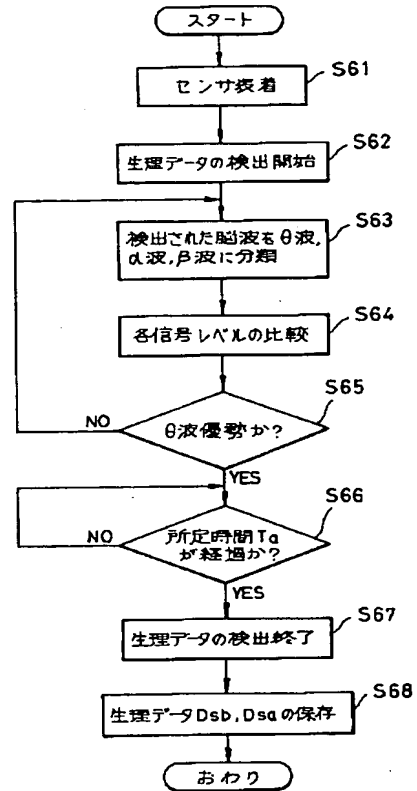 スタート
S61
センサ装着
S62
生理データの検出開始
S63
検出された脳波をθ波,
α波,β波に分類
S64
各信号レベルの比較
S65
θ波優勢か?
NO
YES
S66
所定時間Ta
が経過か?
NO
YES
S67
生理データの検出終了
S68
生理データDsb,Dsaの保存
おわり